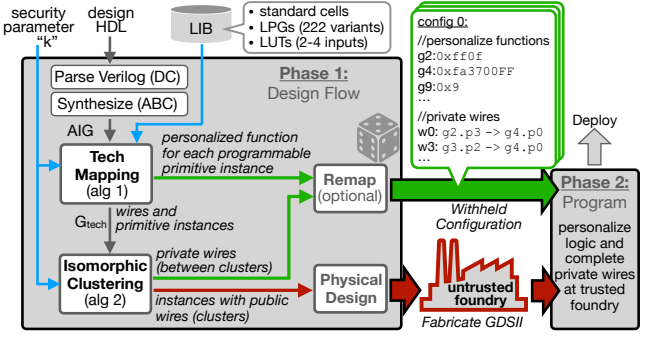 security
parameter
“k”
design
HDL
LIB
• standard cells
• LPGs (222 variants)
• LUTs (2-4 inputs)
config 0:
//personalize functions
g2:0xff0f
g4:0xfa3700FF
g9:0x9
...
//private wires
w0: g2.p3 -> g4.p0
w3: g3.p2 -> g4.p0
...
Phase 1:
Design Flow
Parse Verilog (DC)
Synthesize (ABC)
AIG
Tech
Mapping
(alg 1)
personalized function
for each programmable
primitive instance
Remap
(optional)
Withheld
Configuration
Gtech
wires and
primitive instances
Isomorphic
Clustering
(alg 2)
private wires
(between clusters)
instances with public
wires (clusters)
Physical
Design
untrusted
foundry
Fabricate GDSII
Deploy
Phase 2:
Program
personalize
logic and
complete
private wires
at trusted
foundry